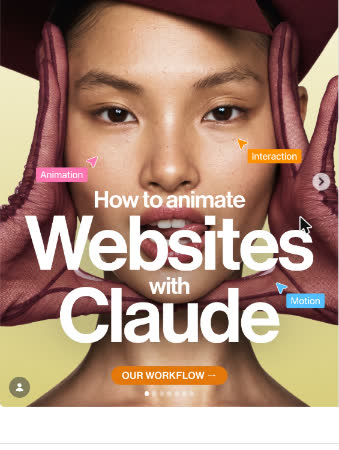 Animation
Interaction
How to animate
Websites
with
Claude
Motion
OUR WORKFLOW →